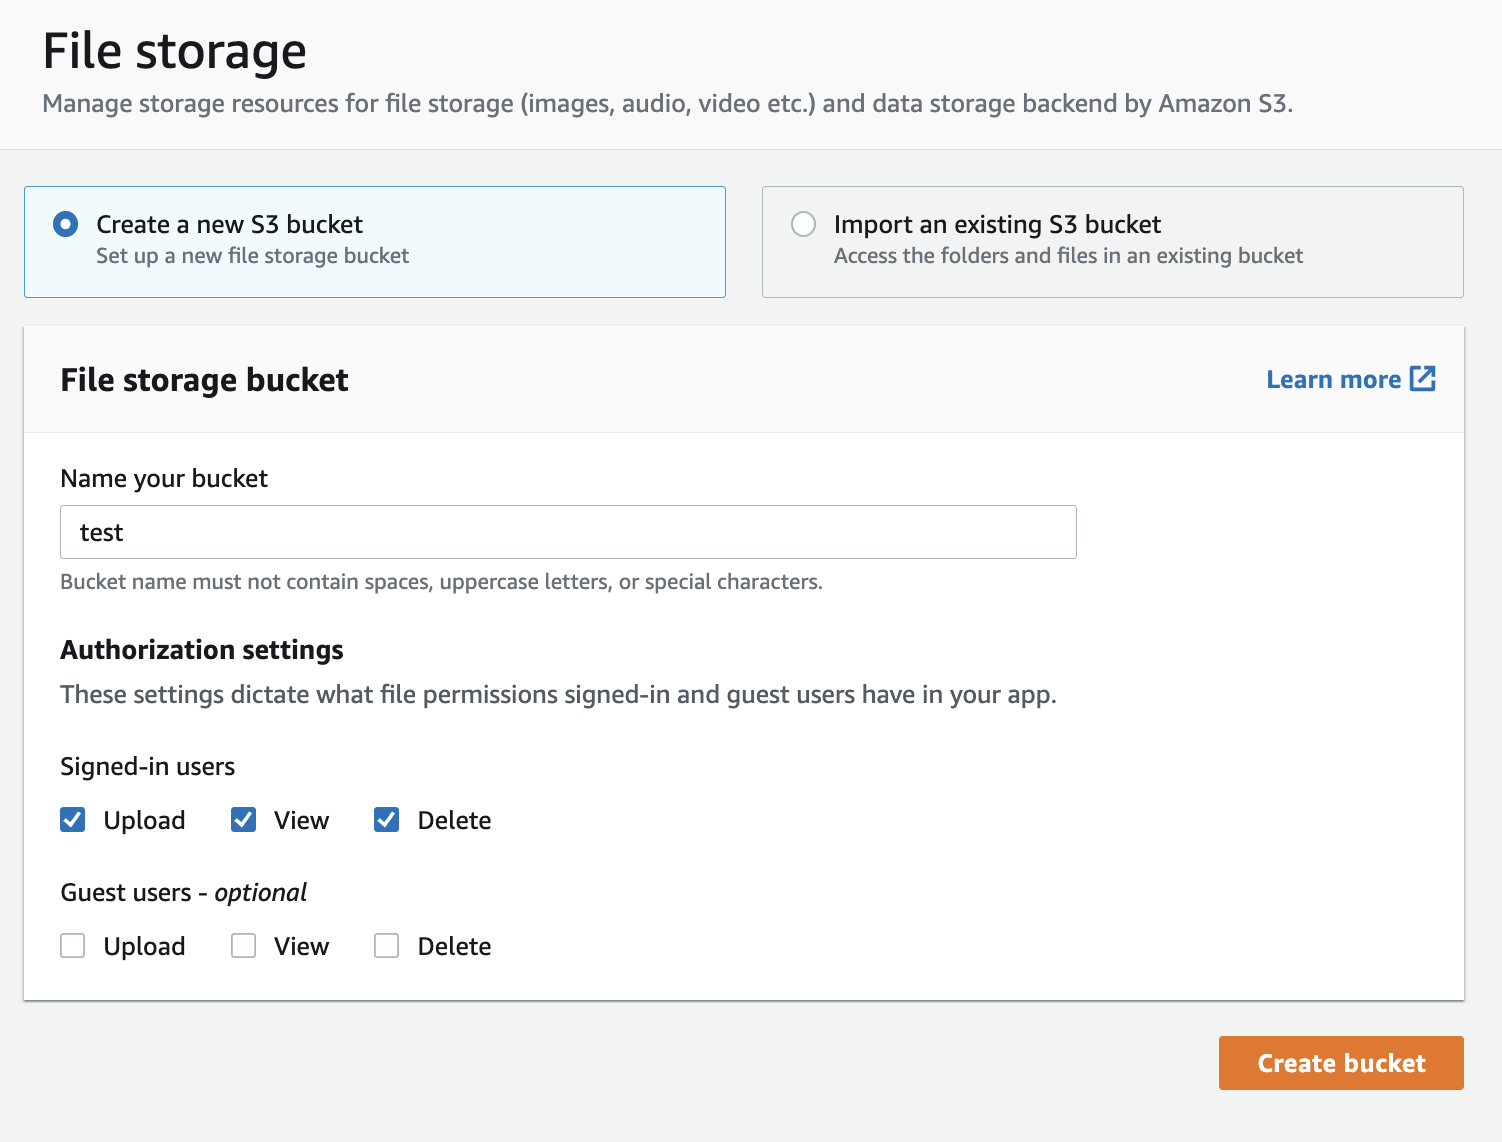 File storage
Manage storage resources for file storage (images, audio, video etc.) and data storage backend by Amazon S3.
Create a new S3 bucket
Set up a new file storage bucket
Import an existing S3 bucket
Access the folders and files in an existing bucket
File storage bucket
Learn more
Name your bucket
test
Bucket name must not contain spaces, uppercase letters, or special characters.
Authorization settings
These settings dictate what file permissions signed-in and guest users have in your app.
Signed-in users
Upload View Delete
Guest users - optional
Upload View Delete
Create bucket